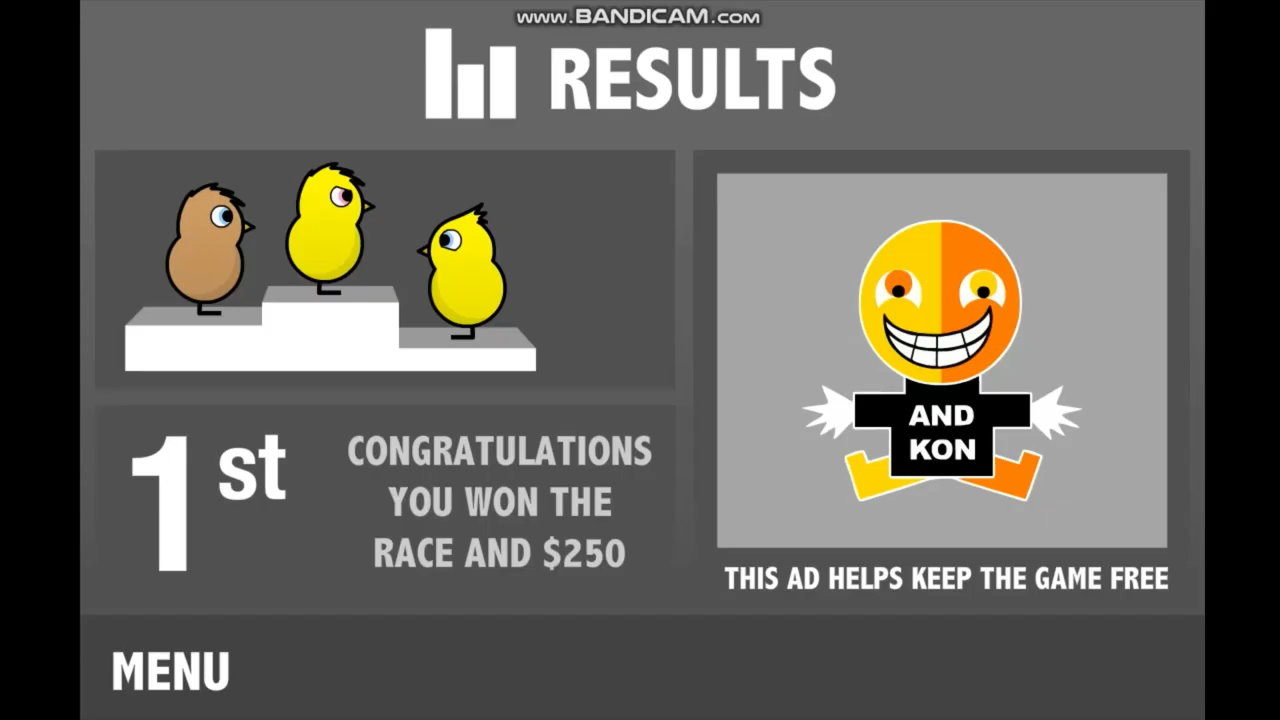 www.BANDICAM.com
RESULTS
1st
CONGRATULATIONS
YOU WON THE
RACE AND $250
AND
KON
THIS AD HELPS KEEP THE GAME FREE
MENU